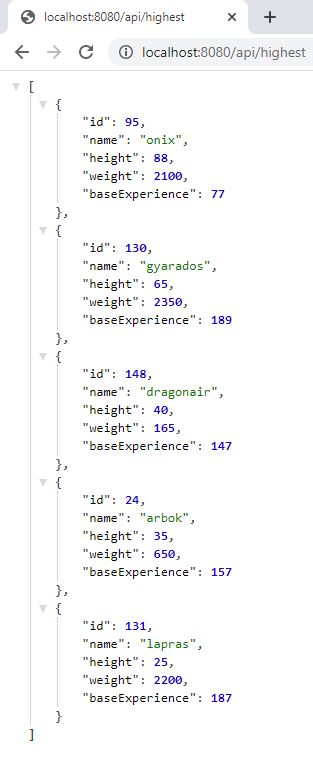 localhost:8080/api/highest
localhost:8080/api/highest
[
{
"id": 95,
"name": "onix",
"height": 88,
"weight": 2100,
"baseExperience": 77
},
{
"id": 130,
"name": "gyarados",
"height": 65,
"weight": 2350,
"baseExperience": 189
},
{
"id": 148,
"name": "dragonair",
"height": 40,
"weight": 165,
"baseExperience": 147
},
{
"id": 24,
"name": "arbok",
"height": 35,
"weight": 650,
"baseExperience": 157
},
{
"id": 131,
"name": "lapras",
"height": 25,
"weight": 2200,
"baseExperience": 187
}
]